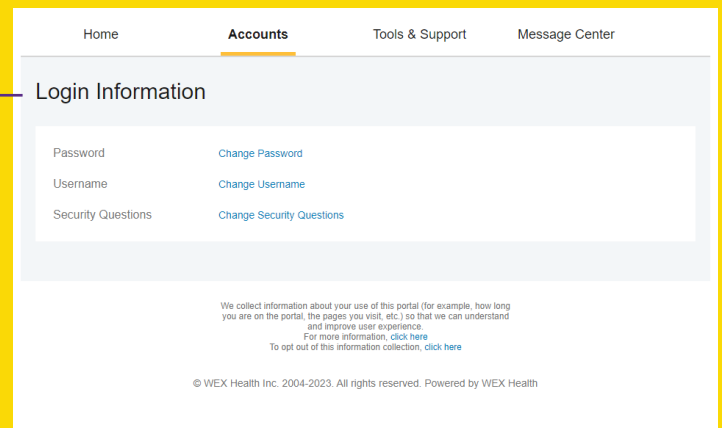 Home Accounts Tools & Support Message Center
Login Information
Password Change Password
Username Change Username
Security Questions Change Security Questions
We collect information about your use of this portal (for example, how long
you are on the portal, the pages you visit, etc.) so that we can understand
and improve user experience.
For more information, click here
To opt out of this information collection, click here
© WEX Health Inc. 2004-2023. All rights reserved. Powered by WEX Health